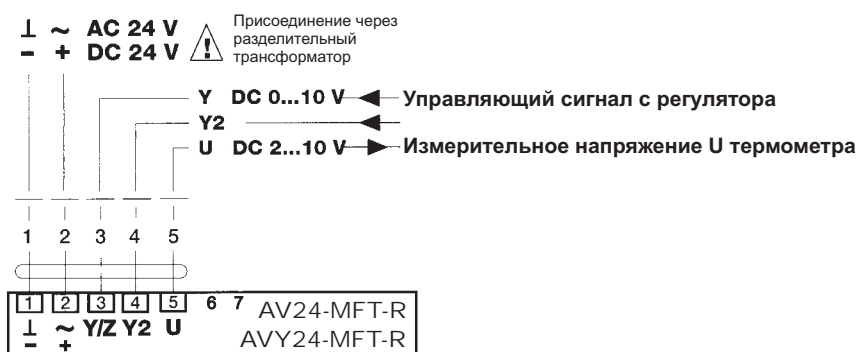 ⊥ ~ AC 24 V
– + DC 24 V
Присоединение через
разделительный
трансформатор
Y DC 0...10 V Управляющий сигнал с регулятора
Y2
U DC 2...10 V Измерительное напряжение U термометра
1 2 3 4 5
1 2 3 4 5 6 7 AV24-MFT-R
⊥ ~ Y/Z Y2 U
– + AVY24-MFT-R